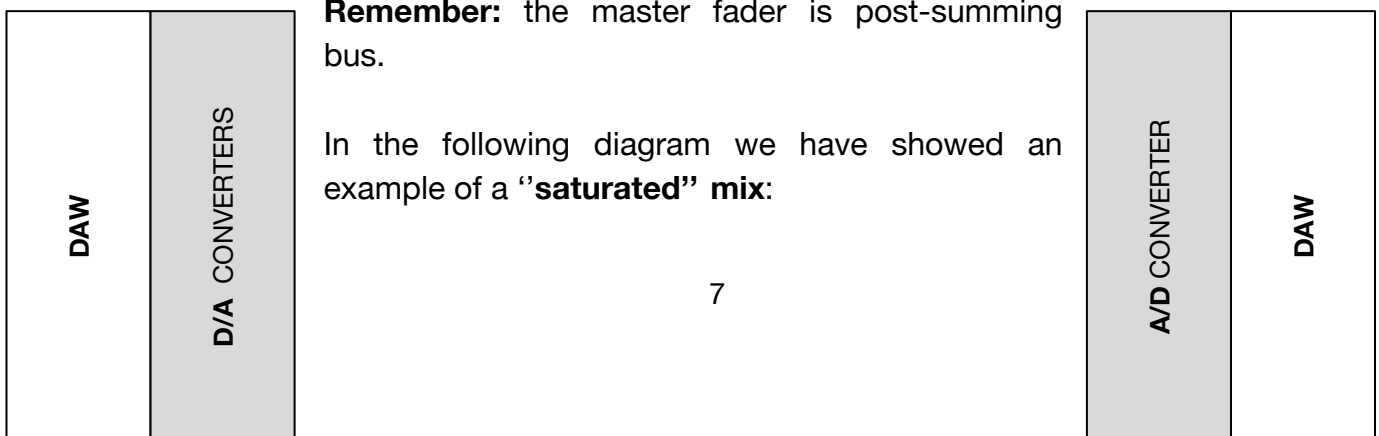 Remember: the master fader is post-summing
bus.
In the following diagram we have showed an
example of a ‘’saturated’’ mix:
7
DAW
D/A CONVERTERS
A/D CONVERTER
DAW